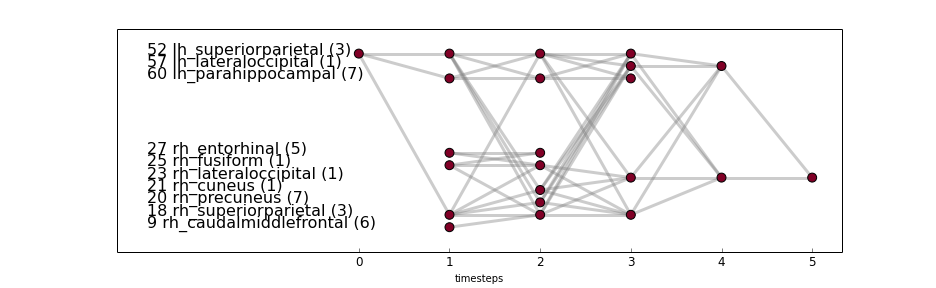 52 lh_superiorparietal (3)
57 lh_lateraloccipital (1)
60 lh_parahippocampal (7)
27 rh_entorhinal (5)
25 rh_fusiform (1)
23 rh_lateraloccipital (1)
21 rh_cuneus (1)
20 rh_precuneus (7)
18 rh_superiorparietal (3)
9 rh_caudalmiddlefrontal (6)
0 1 2 3 4 5
timesteps